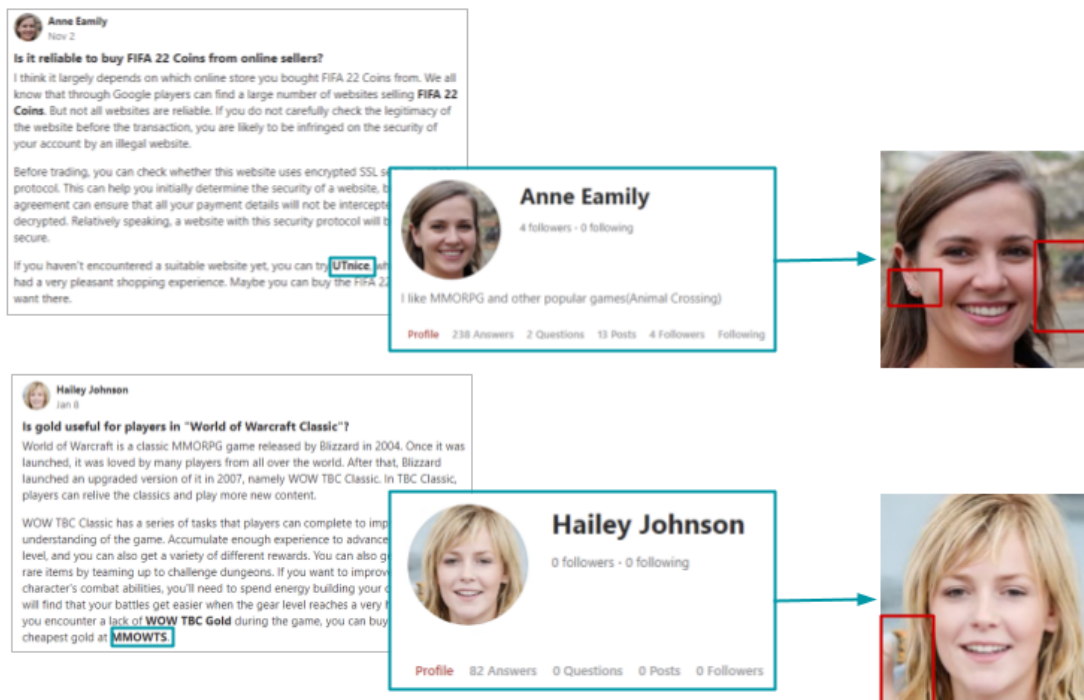 Anne Eamily
Nov 2
Is it reliable to buy FIFA 22 Coins from online sellers?
I think it largely depends on which online store you bought FIFA 22 Coins from. We all
know that through Google players can find a large number of websites selling FIFA 22
Coins. But not all websites are reliable. If you do not carefully check the legitimacy of
the website before the transaction, you are likely to be infringed on the security of
your account by an illegal website.
Before trading, you can check whether this website uses encrypted SSL
protocol. This can help you initially determine the security of a website,
agreement can ensure that all your payment details will not be
decrypted. Relatively speaking, a website with this security protocol will
secure.
If you haven't encountered a suitable website yet, you can try UTnice,
had a very pleasant shopping experience. Maybe you can buy the FIFA 22
want there.
Anne Eamily
4 followers · 0 following
I like MMORPG and other popular games(Animal Crossing)
Profile 238 Answers 2 Questions 13 Posts 4 Followers Following
Hailey Johnson
Jan 8
Is gold useful for players in "World of Warcraft Classic"?
World of Warcraft is a classic MMORPG game released by Blizzard in 2004. Once it was
launched, it was loved by many players from all over the world. After that, Blizzard
launched an upgraded version of it in 2007, namely WOW TBC Classic. In TBC Classic,
players can relive the classics and play more new content.
WOW TBC Classic has a series of tasks that players can complete to
understanding of the game. Accumulate enough experience to advance
level, and you can also get a variety of different rewards. You can also
rare items by teaming up to challenge dungeons. If you want to
character's combat abilities, you'll need to spend energy building your
will find that your battles get easier when the gear level reaches a very
you encounter a lack of WOW TBC Gold during the game, you can buy
cheapest gold at MMOWTS.
Hailey Johnson
0 followers · 0 following
Profile 82 Answers 0 Questions 0 Posts 0 Followers